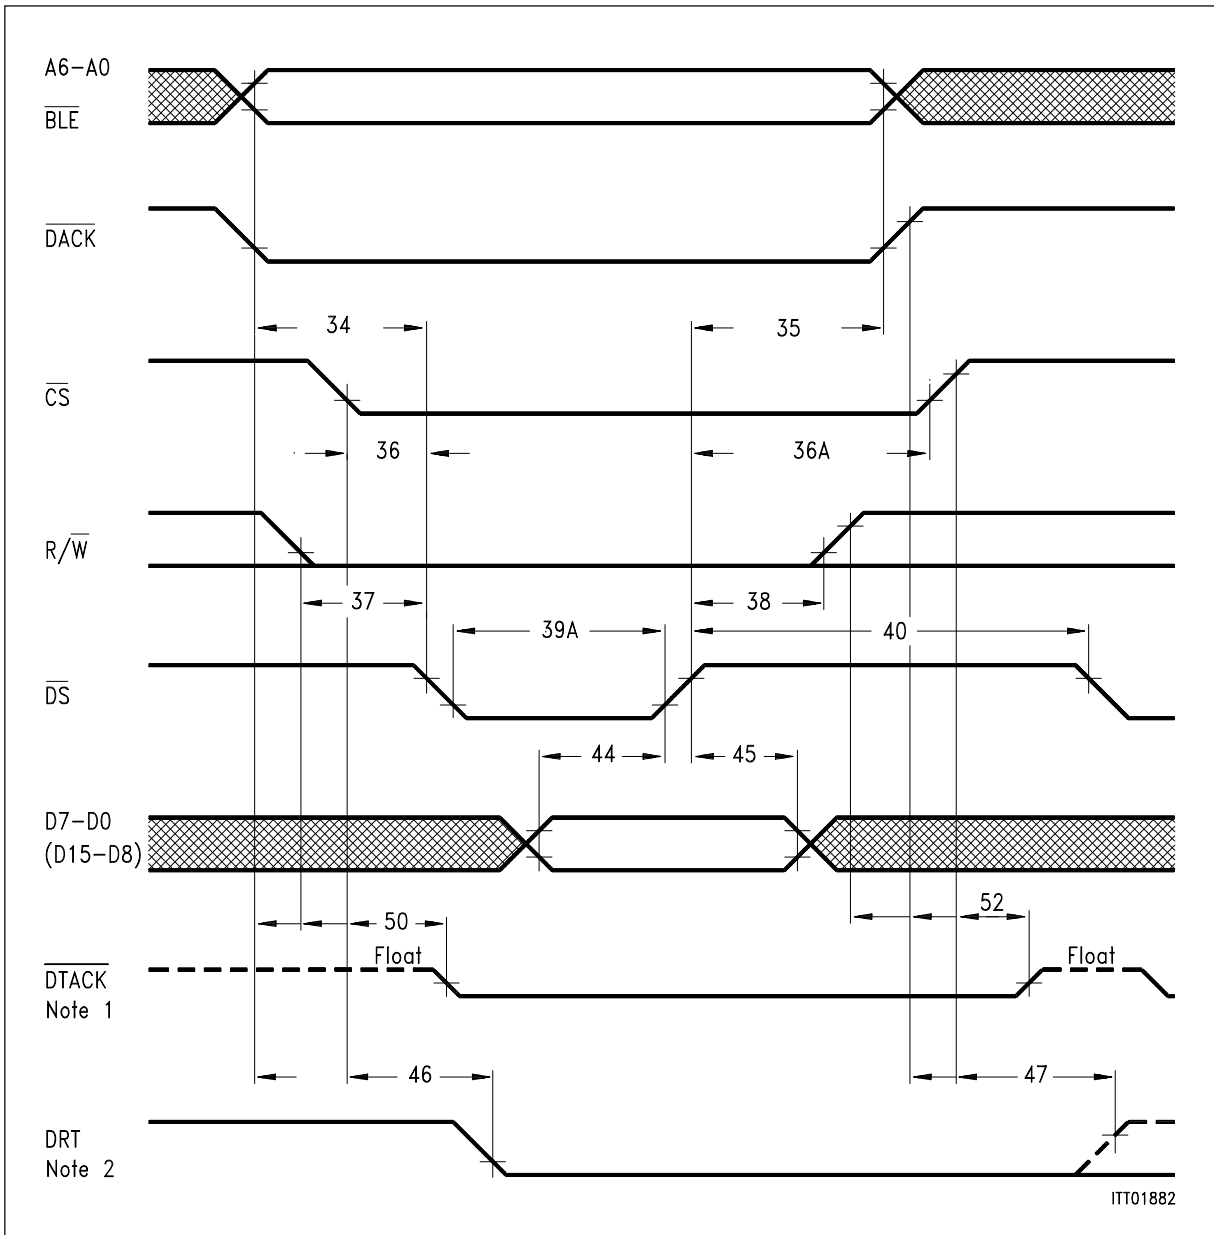 A6-A0
BLE
DACK
34
35
CS
36
36A
R/W
37
38
39A
40
DS
44
45
D7-D0
(D15-D8)
50
52
Float
Float
DTACK
Note 1
46
47
DRT
Note 2
ITT01882